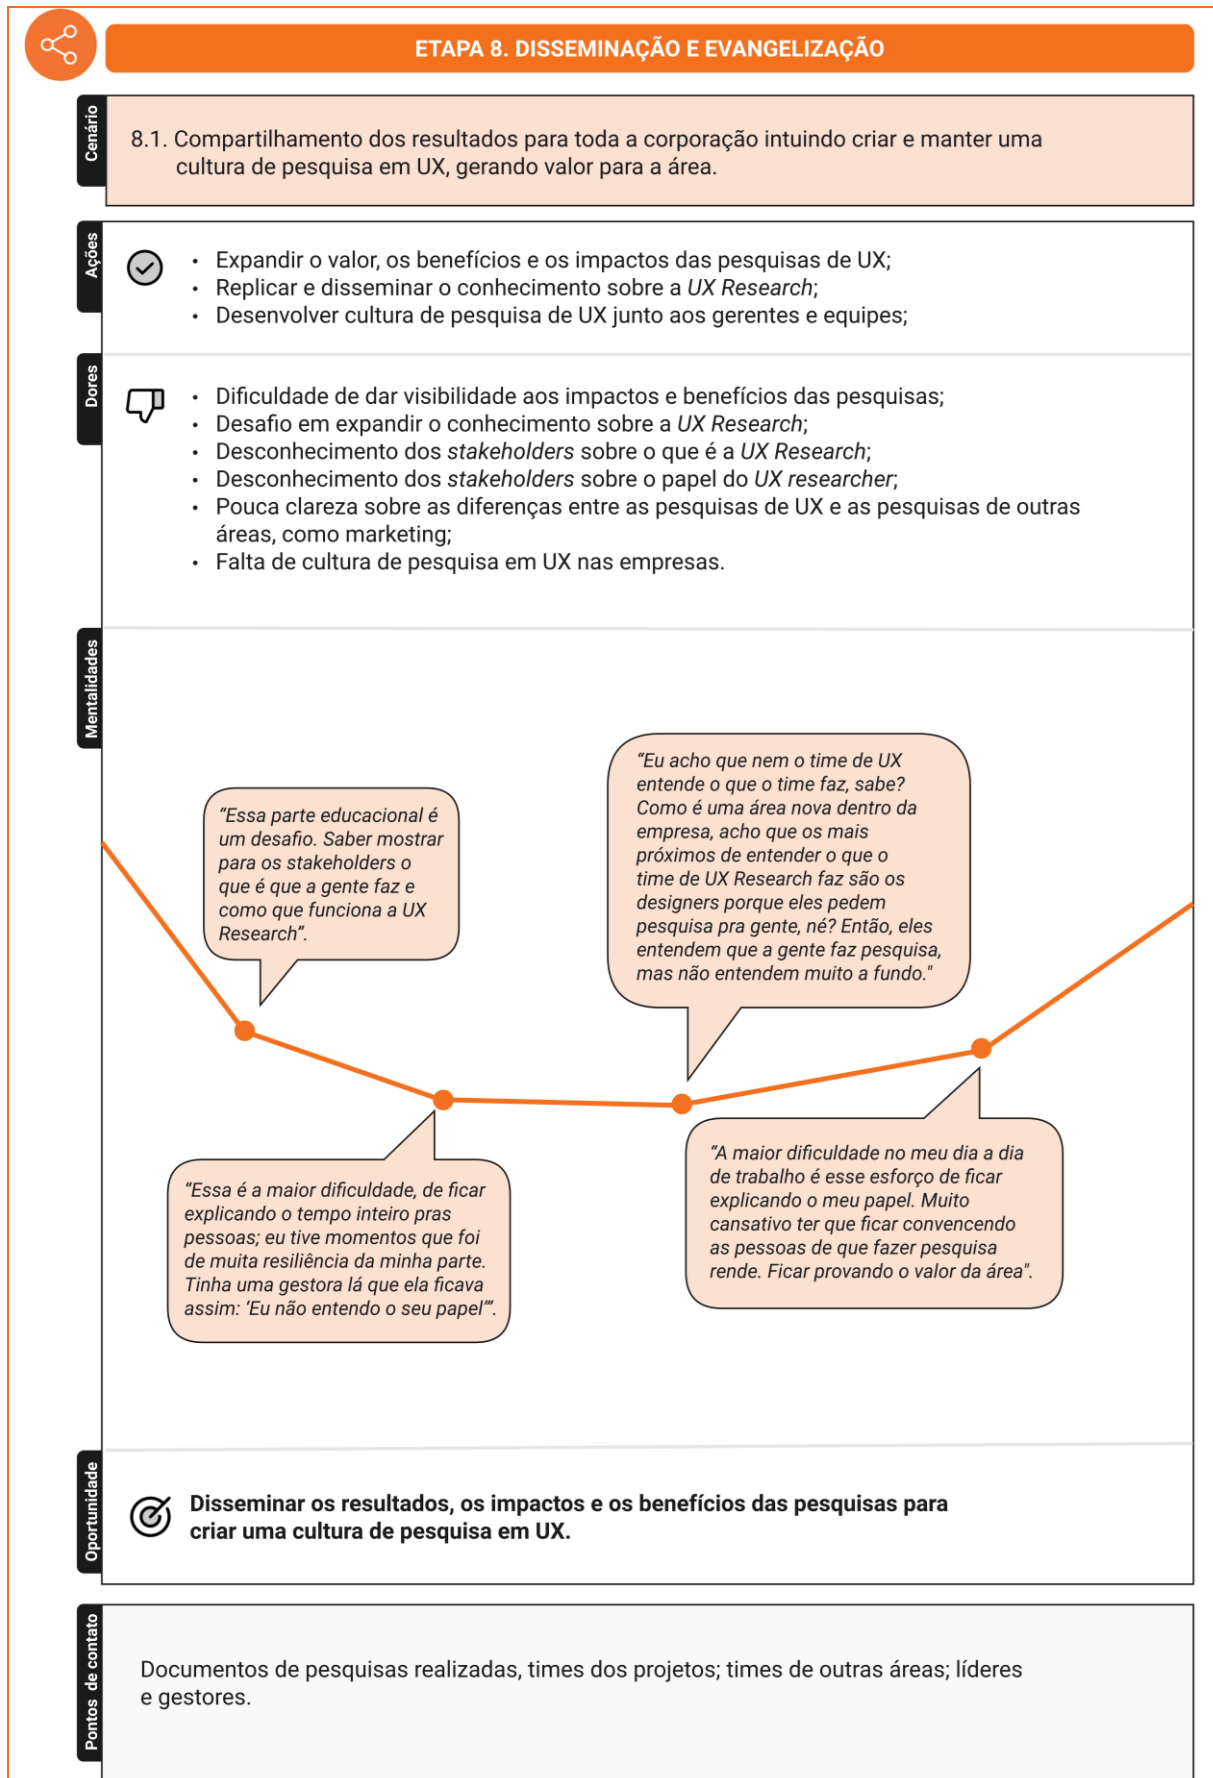 ETAPA 8. DISSEMINAÇÃO E EVANGELIZAÇÃO
Cenário
8.1. Compartilhamento dos resultados para toda a corporação intuindo criar e manter uma
cultura de pesquisa em UX, gerando valor para a área.
Ações
• Expandir o valor, os benefícios e os impactos das pesquisas de UX;
• Replicar e disseminar o conhecimento sobre a UX Research;
• Desenvolver cultura de pesquisa de UX junto aos gerentes e equipes;
Dores
• Dificuldade de dar visibilidade aos impactos e benefícios das pesquisas;
• Desafio em expandir o conhecimento sobre a UX Research;
• Desconhecimento dos stakeholders sobre o que é a UX Research;
• Desconhecimento dos stakeholders sobre o papel do UX researcher;
• Pouca clareza sobre as diferenças entre as pesquisas de UX e as pesquisas de outras
áreas, como marketing;
• Falta de cultura de pesquisa em UX nas empresas.
Mentalidades
“Essa parte educacional é
um desafio. Saber mostrar
para os stakeholders o
que é que a gente faz e
como que funciona a UX
Research”.
“Essa é a maior dificuldade, de ficar
explicando o tempo inteiro pras
pessoas; eu tive momentos que foi
de muita resiliência da minha parte.
Tinha uma gestora lá que ela ficava
assim: ‘Eu não entendo o seu papel’”.
“Eu acho que nem o time de UX
entende o que o time faz, sabe?
Como é uma área nova dentro da
empresa, acho que os mais
próximos de entender o que o
time de UX Research faz são os
designers porque eles pedem
pesquisa pra gente, né? Então, eles
entendem que a gente faz pesquisa,
mas não entendem muito a fundo."
“A maior dificuldade no meu dia a dia
de trabalho é esse esforço de ficar
explicando o meu papel. Muito
cansativo ter que ficar convencendo
as pessoas de que fazer pesquisa
rende. Ficar provando o valor da área".
Oportunidade
Disseminar os resultados, os impactos e os benefícios das pesquisas para
criar uma cultura de pesquisa em UX.
Pontos de contato
Documentos de pesquisas realizadas, times dos projetos; times de outras áreas; líderes
e gestores.